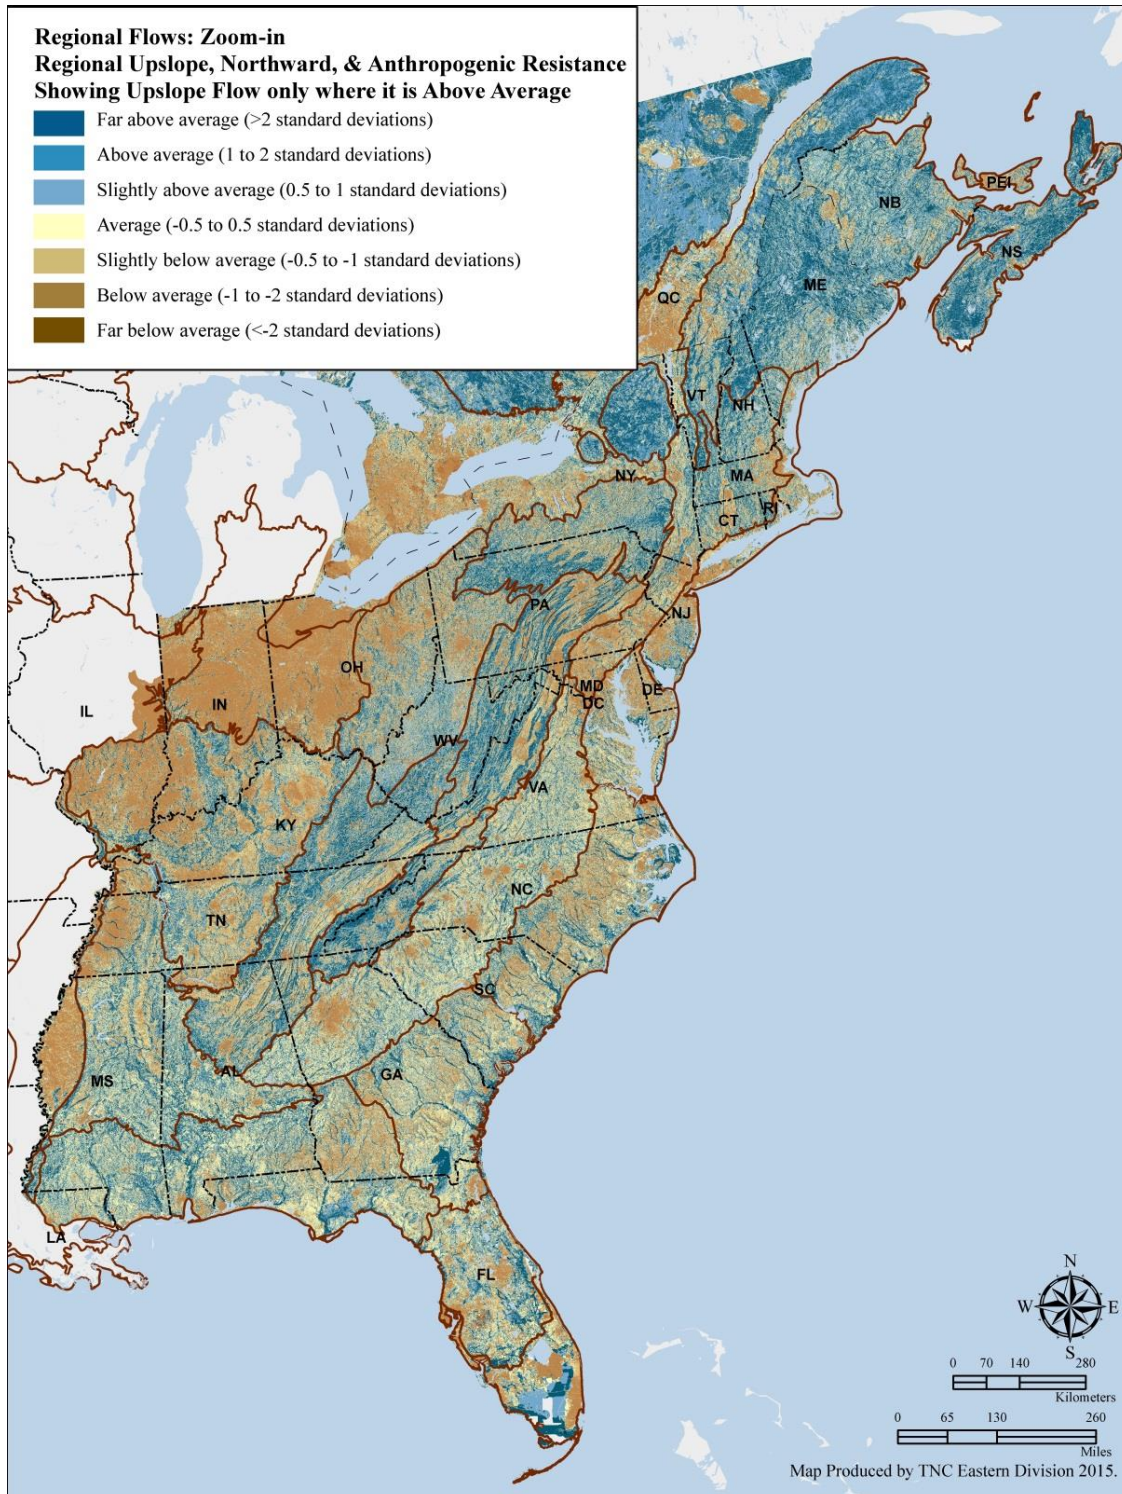 Regional Flows: Zoom-in
Regional Upslope, Northward, & Anthropogenic Resistance
Showing Upslope Flow only where it is Above Average
Far above average (>2 standard deviations)
Above average (1 to 2 standard deviations)
Slightly above average (0.5 to 1 standard deviations)
Average (-0.5 to 0.5 standard deviations)
Slightly below average (-0.5 to -1 standard deviations)
Below average (-1 to -2 standard deviations)
Far below average (<-2 standard deviations)
PEI
NB
NS
ME
QC
VT
NH
NY
MA
CT
RI
PA
NJ
OH
MD
DE
DC
IN
IL
WV
VA
KY
NC
TN
SC
GA
AL
MS
LA
FL
N
W
E
S
0 70 140 280
Kilometers
0 65 130 260
Miles
Map Produced by TNC Eastern Division 2015.